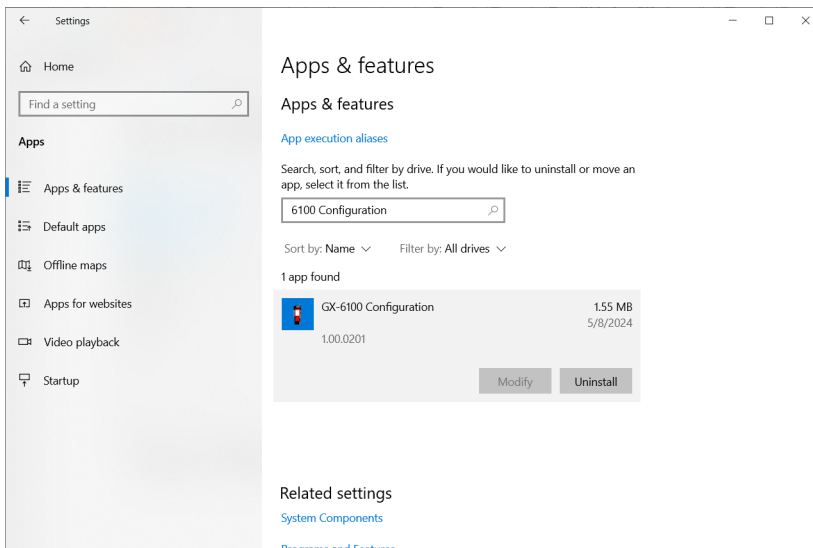 Settings
Home
Find a setting
Apps
Apps & features
Default apps
Offline maps
Apps for websites
Video playback
Startup
Apps & features
Apps & features
App execution aliases
Search, sort, and filter by drive. If you would like to uninstall or move an
app, select it from the list.
6100 Configuration
Sort by: Name Filter by: All drives
1 app found
GX-6100 Configuration 1.55 MB
5/8/2024
1.00.0201
Modify Uninstall
Related settings
System Components
Programs and Features